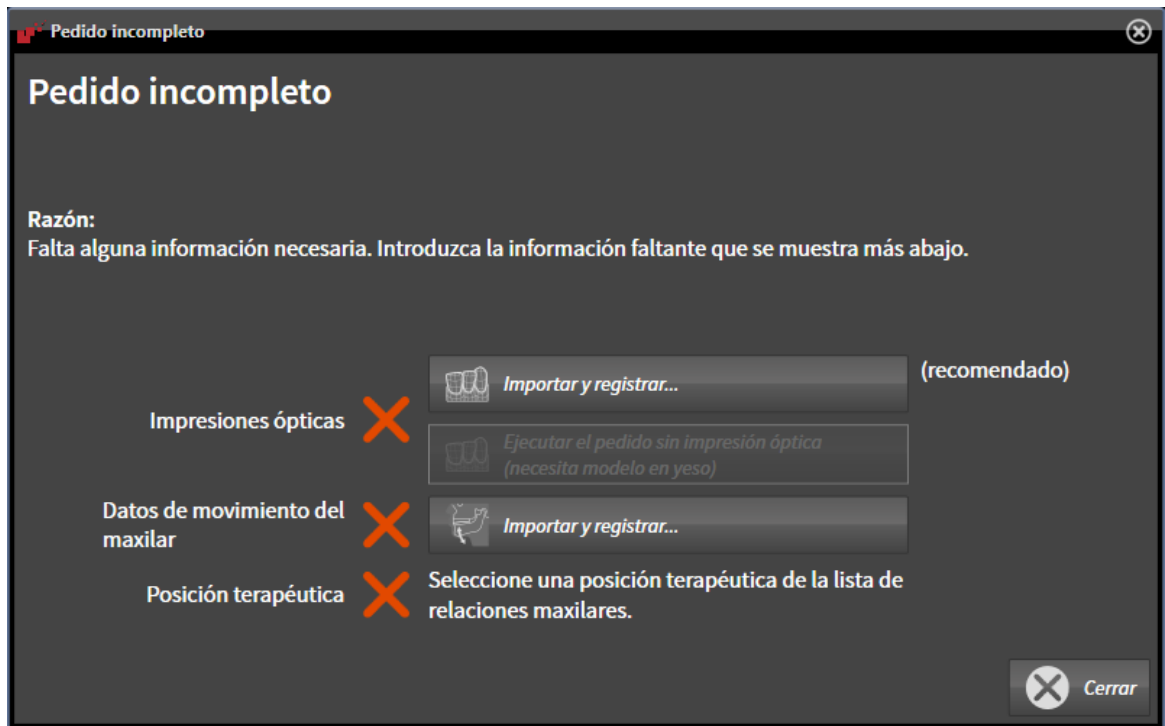 Pedido incompleto
Pedido incompleto
Razón:
Falta alguna información necesaria. Introduzca la información faltante que se muestra más abajo.
Impresiones ópticas
Importar y registrar...
(recomendado)
Ejecutar el pedido sin impresión óptica
(necesita modelo en yeso)
Datos de movimiento del
maxilar
Importar y registrar...
Posición terapéutica
Seleccione una posición terapéutica de la lista de
relaciones maxilares.
Cerrar